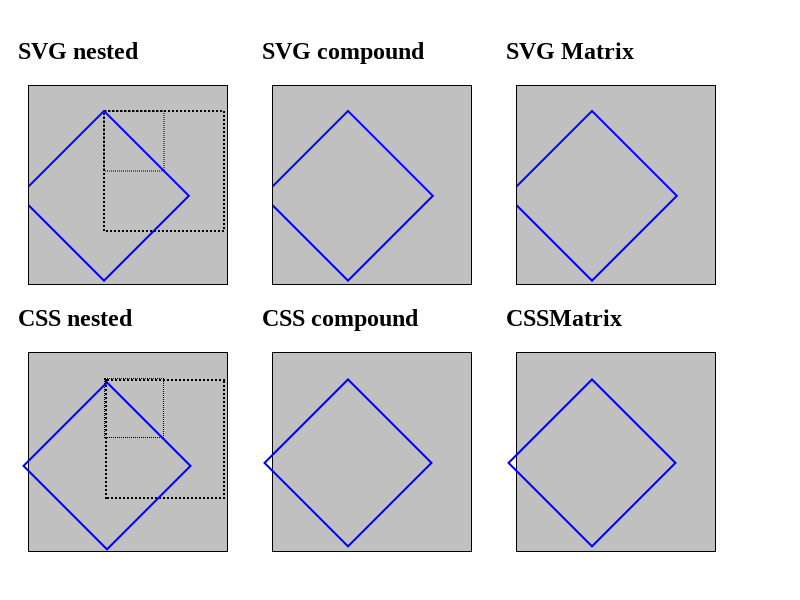 SVG nested
SVG compound
SVG Matrix
CSS nested
CSS compound
CSSMatrix